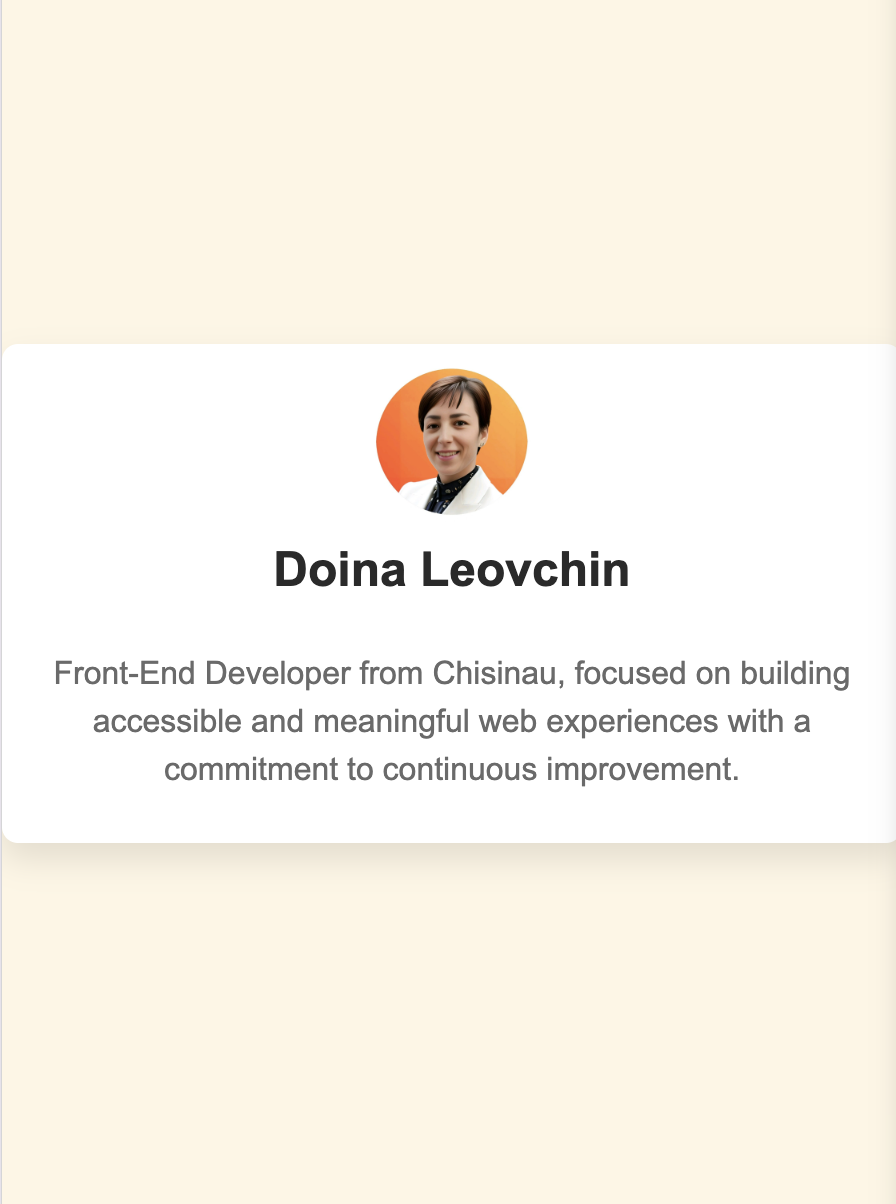 Doina Leovchin
Front-End Developer from Chisinau, focused on building
accessible and meaningful web experiences with a
commitment to continuous improvement.